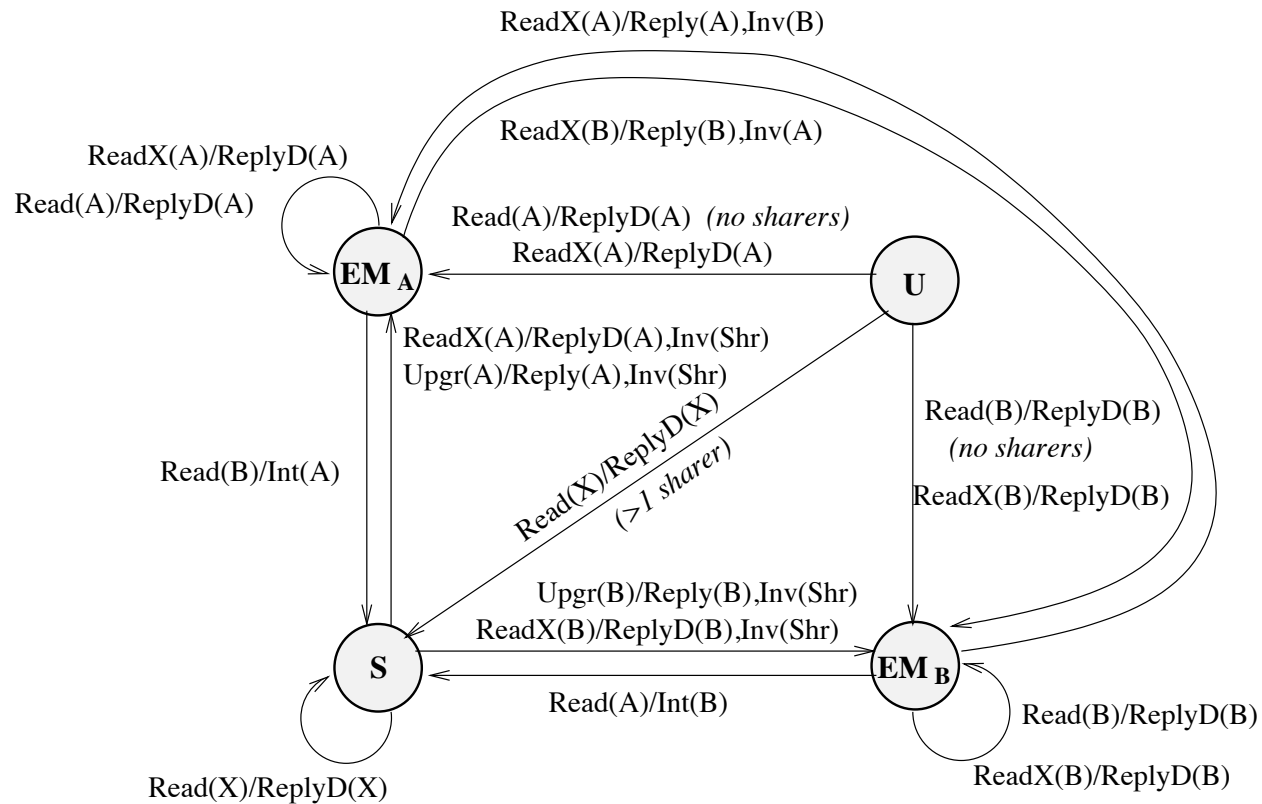 ReadX(A)/Reply(A),Inv(B)
ReadX(B)/Reply(B),Inv(A)
ReadX(A)/ReplyD(A)
Read(A)/ReplyD(A)
Read(A)/ReplyD(A) (no sharers)
ReadX(A)/ReplyD(A)
EM A
U
ReadX(A)/ReplyD(A),Inv(Shr)
Upgr(A)/Reply(A),Inv(Shr)
Read(X)/ReplyD(X)
(>1 sharer)
Read(B)/ReplyD(B)
(no sharers)
ReadX(B)/ReplyD(B)
Read(B)/Int(A)
Upgr(B)/Reply(B),Inv(Shr)
ReadX(B)/ReplyD(B),Inv(Shr)
S
EM B
Read(A)/Int(B)
Read(B)/ReplyD(B)
ReadX(B)/ReplyD(B)
Read(X)/ReplyD(X)